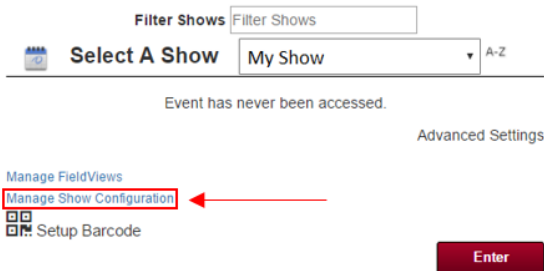 Filter Shows Filter Shows
Select A Show My Show A-Z
Event has never been accessed.
Advanced Settings
Manage FieldViews
Manage Show Configuration
Setup Barcode
Enter